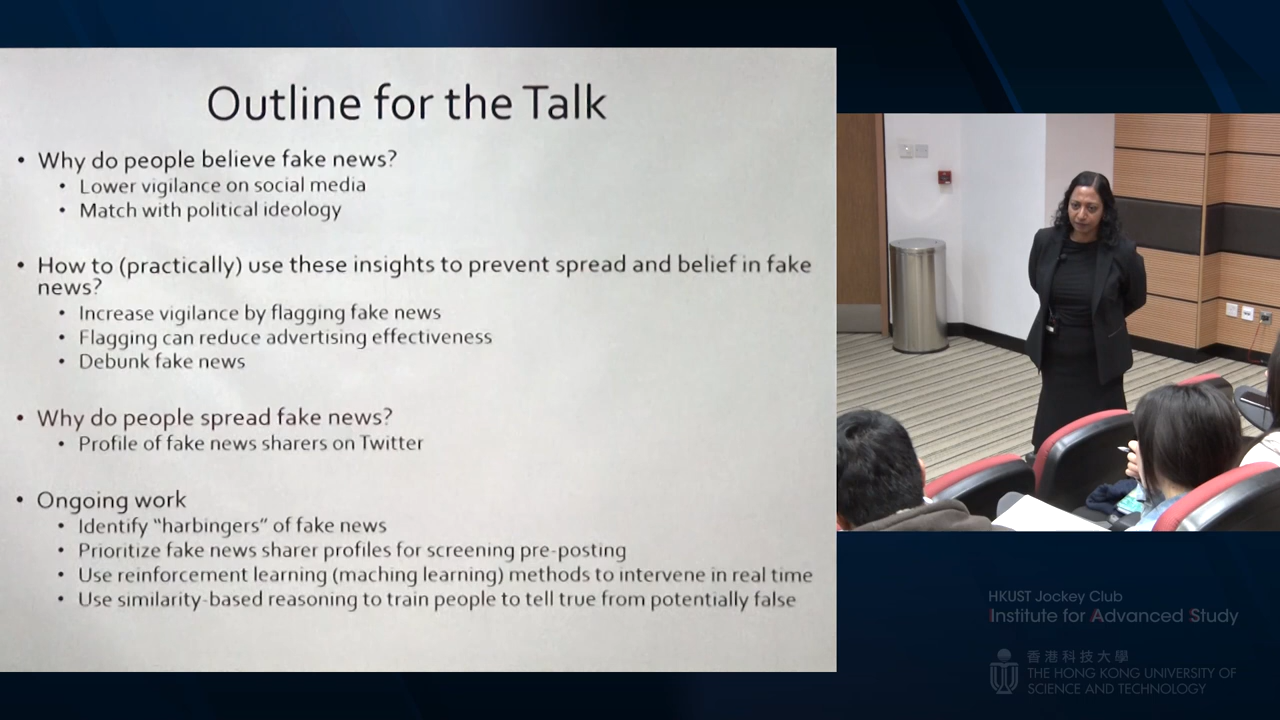 Outline for the Talk
• Why do people believe fake news?
• Lower vigilance on social media
• Match with political ideology
• How to (practically) use these insights to prevent spread and belief in fake
news?
• Increase vigilance by flagging fake news
• Flagging can reduce advertising effectiveness
• Debunk fake news
• Why do people spread fake news?
• Profile of fake news sharers on Twitter
• Ongoing work
• Identify “harbingers” of fake news
• Prioritize fake news sharer profiles for screening pre-posting
• Use reinforcement learning (maching learning) methods to intervene in real time
• Use similarity-based reasoning to train people to tell true from potentially false
HKUST Jockey Club
Institute for Advanced Study
香港科技大學
THE HONG KONG UNIVERSITY OF
SCIENCE AND TECHNOLOGY